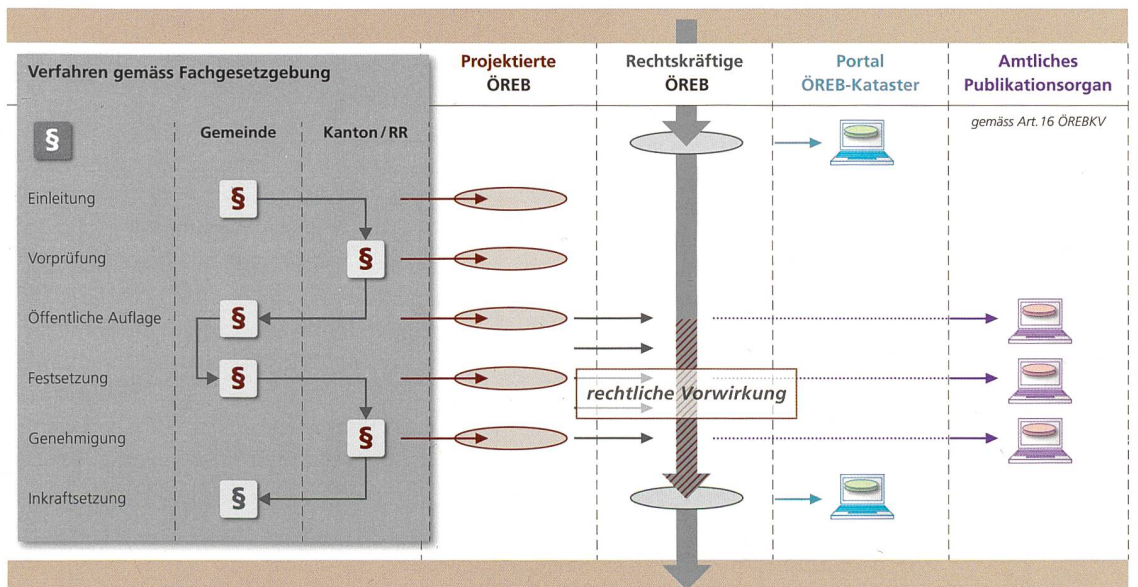 Verfahren gemäss Fachgesetzgebung
Projektierte
ÖREB
Rechtskräftige
ÖREB
Portal
ÖREB-Kataster
Amtliches
Publikationsorgan
gemäss Art. 16 ÖREBKV
§
Gemeinde
Kanton / RR
Einleitung
§
Vorprüfung
§
Öffentliche Auflage
§
Festsetzung
§
rechtliche Vorwirkung
Genehmigung
§
Inkraftsetzung
§